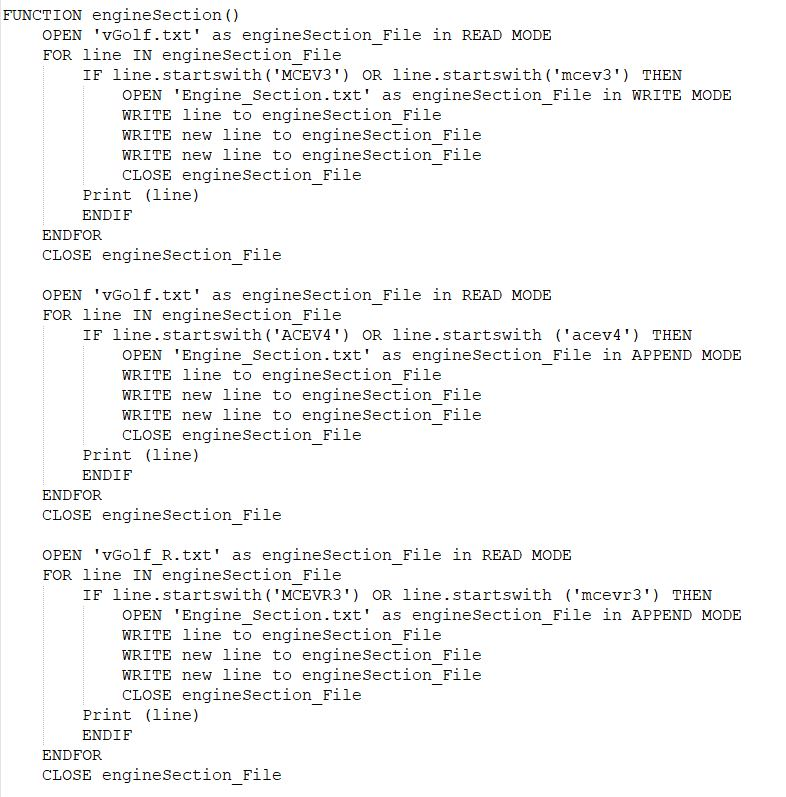 FUNCTION engineSection()
    OPEN 'vGolf.txt' as engineSection_File in READ MODE
    FOR line IN engineSection_File
        IF line.startswith('MCEV3') OR line.startswith('mcev3') THEN
            OPEN 'Engine_Section.txt' as engineSection_File in WRITE MODE
            WRITE line to engineSection_File
            WRITE new line to engineSection_File
            WRITE new line to engineSection_File
            CLOSE engineSection_File
        Print (line)
        ENDIF
    ENDFOR
    CLOSE engineSection_File

    OPEN 'vGolf.txt' as engineSection_File in READ MODE
    FOR line IN engineSection_File
        IF line.startswith('ACEV4') OR line.startswith ('acev4') THEN
            OPEN 'Engine_Section.txt' as engineSection_File in APPEND MODE
            WRITE line to engineSection_File
            WRITE new line to engineSection_File
            WRITE new line to engineSection_File
            CLOSE engineSection_File
        Print (line)
        ENDIF
    ENDFOR
    CLOSE engineSection_File

    OPEN 'vGolf_R.txt' as engineSection_File in READ MODE
    FOR line IN engineSection_File
        IF line.startswith('MCEVR3') OR line.startswith ('mcevr3') THEN
            OPEN 'Engine_Section.txt' as engineSection_File in APPEND MODE
            WRITE line to engineSection_File
            WRITE new line to engineSection_File
            WRITE new line to engineSection_File
            CLOSE engineSection_File
        Print (line)
        ENDIF
    ENDFOR
    CLOSE engineSection_File